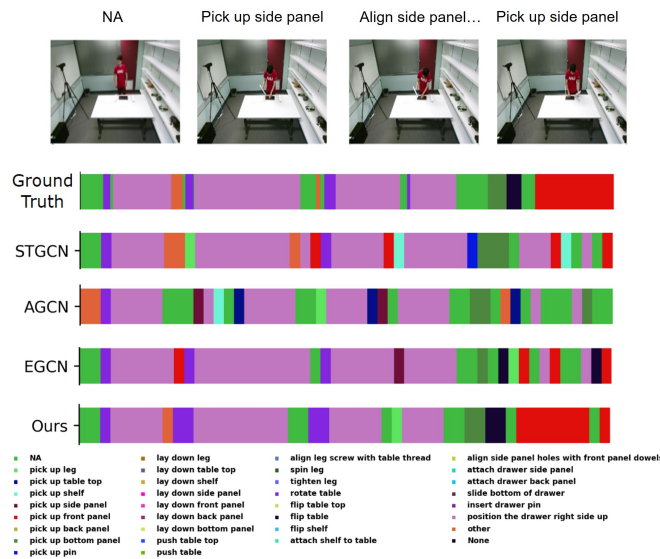 NA
Pick up side panel
Align side panel…
Pick up side panel
Ground
Truth
STGCN
AGCN
EGCN
Ours
NA
pick up leg
pick up table top
pick up shelf
pick up side panel
pick up front panel
pick up back panel
pick up bottom panel
pick up pin
lay down leg
lay down table top
lay down shelf
lay down side panel
lay down front panel
lay down back panel
lay down bottom panel
push table top
push table
align leg screw with table thread
spin leg
tighten leg
rotate table
flip table top
flip table
flip shelf
attach shelf to table
align side panel holes with front panel dowels
attach drawer side panel
attach drawer back panel
slide bottom of drawer
insert drawer pin
position the drawer right side up
other
None